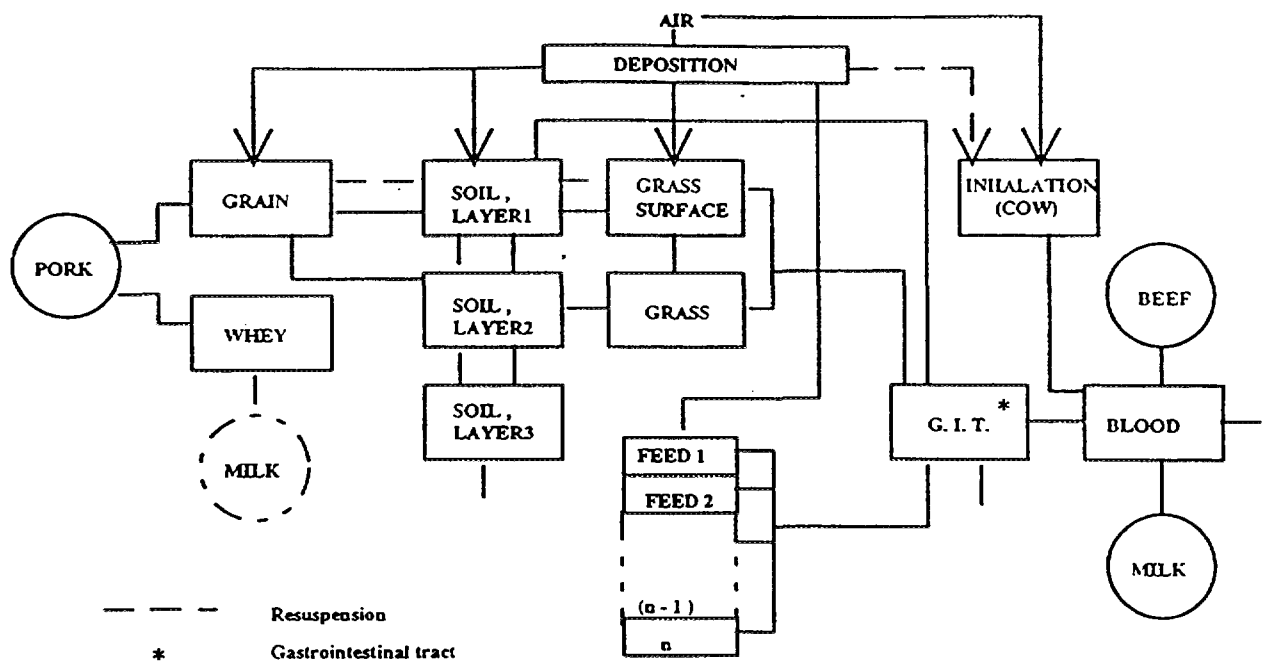 AIR
DEPOSITION
GRAIN
SOIL,
LAYER1
GRASS
SURFACE
INHALATION
(COW)
PORK
WHEY
SOIL,
LAYER2
GRASS
BEEF
MILK
SOIL,
LAYER3
G. I. T. *
BLOOD
FEED 1
FEED 2
(n - 1)
n
MILK
Resuspension
* Gastrointestinal tract